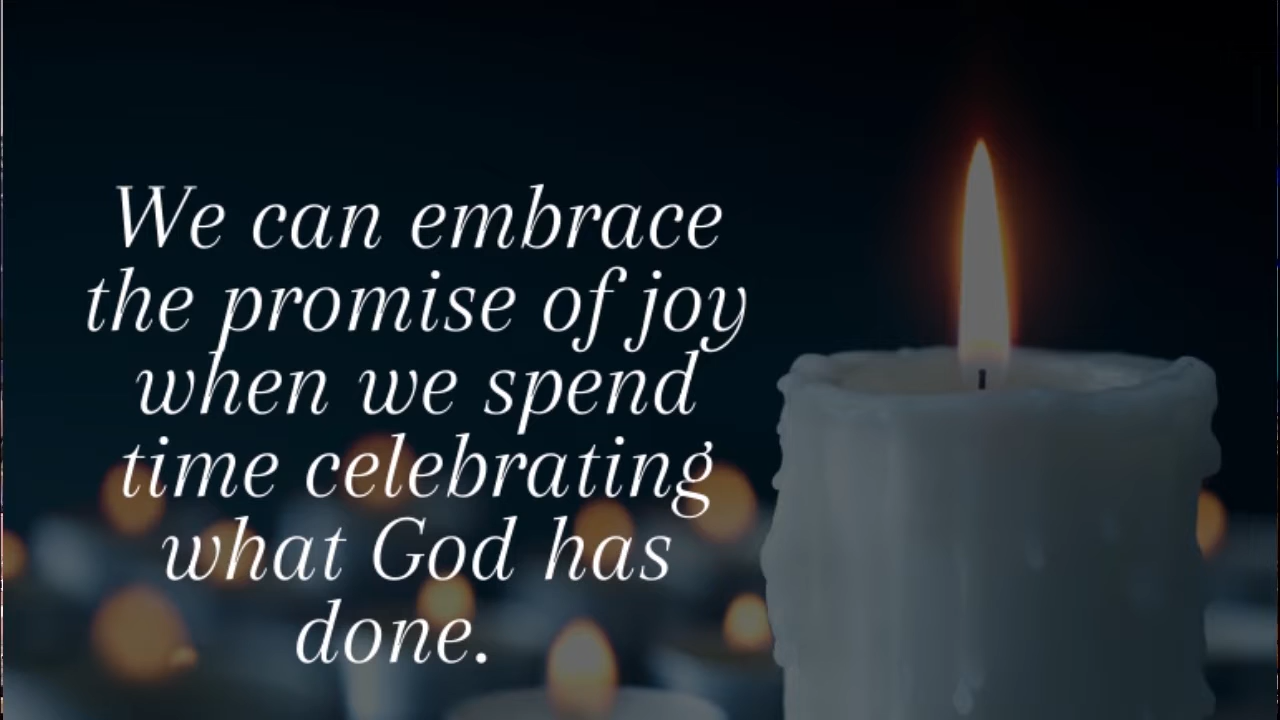 We can embrace
the promise of joy
when we spend
time celebrating
what God has
done.